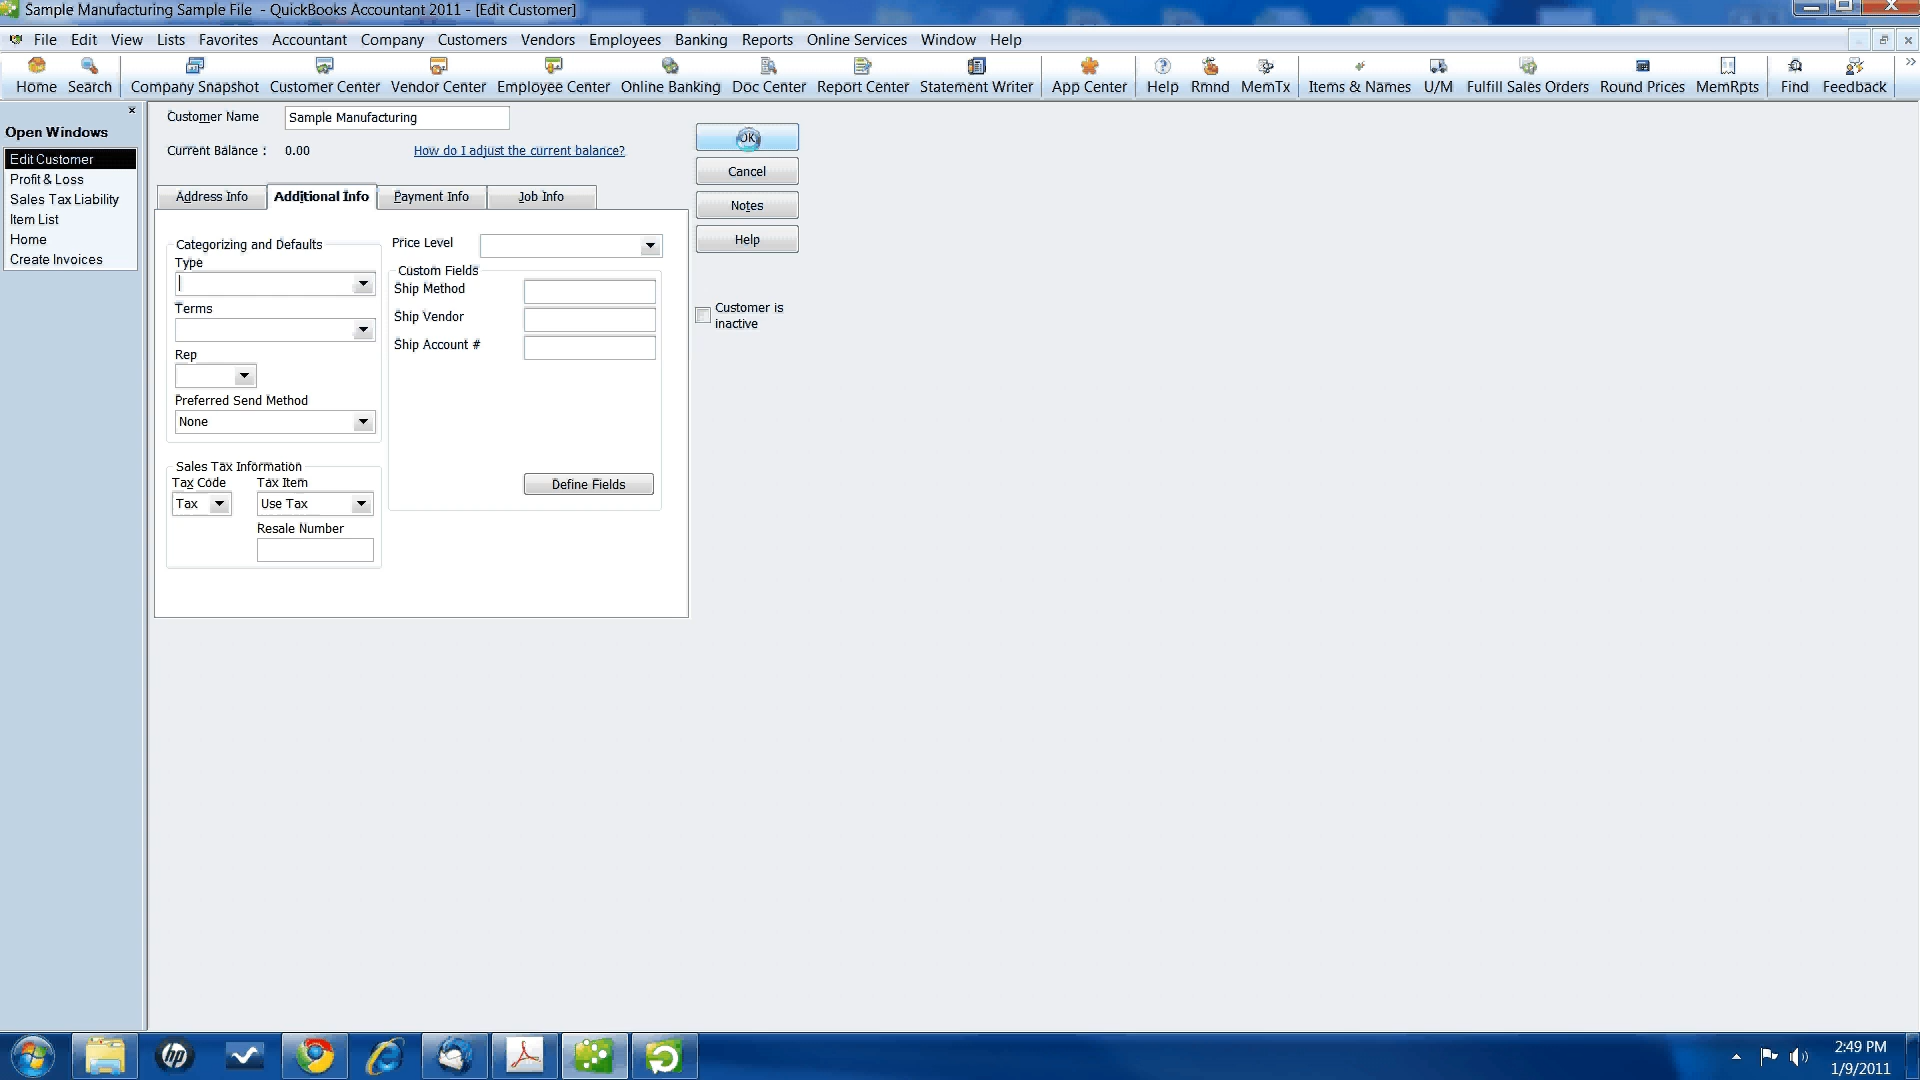 Sample Manufacturing Sample File - QuickBooks Accountant 2011 - [Edit Customer]
File Edit View Lists Favorites Accountant Company Customers Vendors Employees Banking Reports Online Services Window Help
Home Search Company Snapshot Customer Center Vendor Center Employee Center Online Banking Doc Center Report Center Statement Writer App Center Help Rmnd MemTx Items & Names U/M Fulfill Sales Orders Round Prices MemRpts Find Feedback
Open Windows
Edit Customer
Profit & Loss
Sales Tax Liability
Item List
Home
Create Invoices
Customer Name Sample Manufacturing
Current Balance : 0.00 How do I adjust the current balance?
OK
Cancel
Notes
Help
Customer is
inactive
Address Info Additional Info Payment Info Job Info
Categorizing and Defaults
Type
Terms
Rep
Preferred Send Method
None
Sales Tax Information
Tax Code Tax Item
Tax Use Tax
Resale Number
Price Level
Custom Fields
Ship Method
Ship Vendor
Ship Account #
Define Fields
hp
2:49 PM
1/9/2011